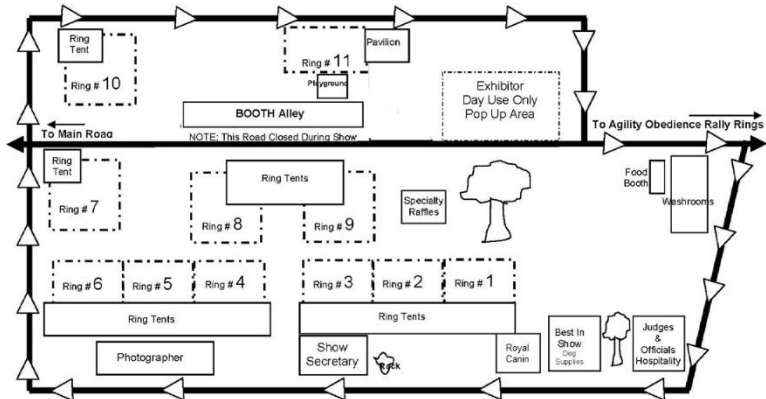 Ring
Tent
Ring # 10
Ring # 11
Pavilion
Playground
Exhibitor
Day Use Only
Pop Up Area
BOOTH Alley
To Main Road
NOTE; This Road Closed During Show
To Agility Obedience Rally Rings
Ring
Tent
Ring # 7
Ring Tents
Ring # 8
Ring # 9
Specialty
Raffles
Food
Booth
Washrooms
Ring # 6
Ring # 5
Ring # 4
Ring # 3
Ring # 2
Ring # 1
Ring Tents
Ring Tents
Photographer
Show
Secretary
Rock
Royal
Canin
Best In
Show
Dog
Supplies
Judges
&
Officials
Hospitality